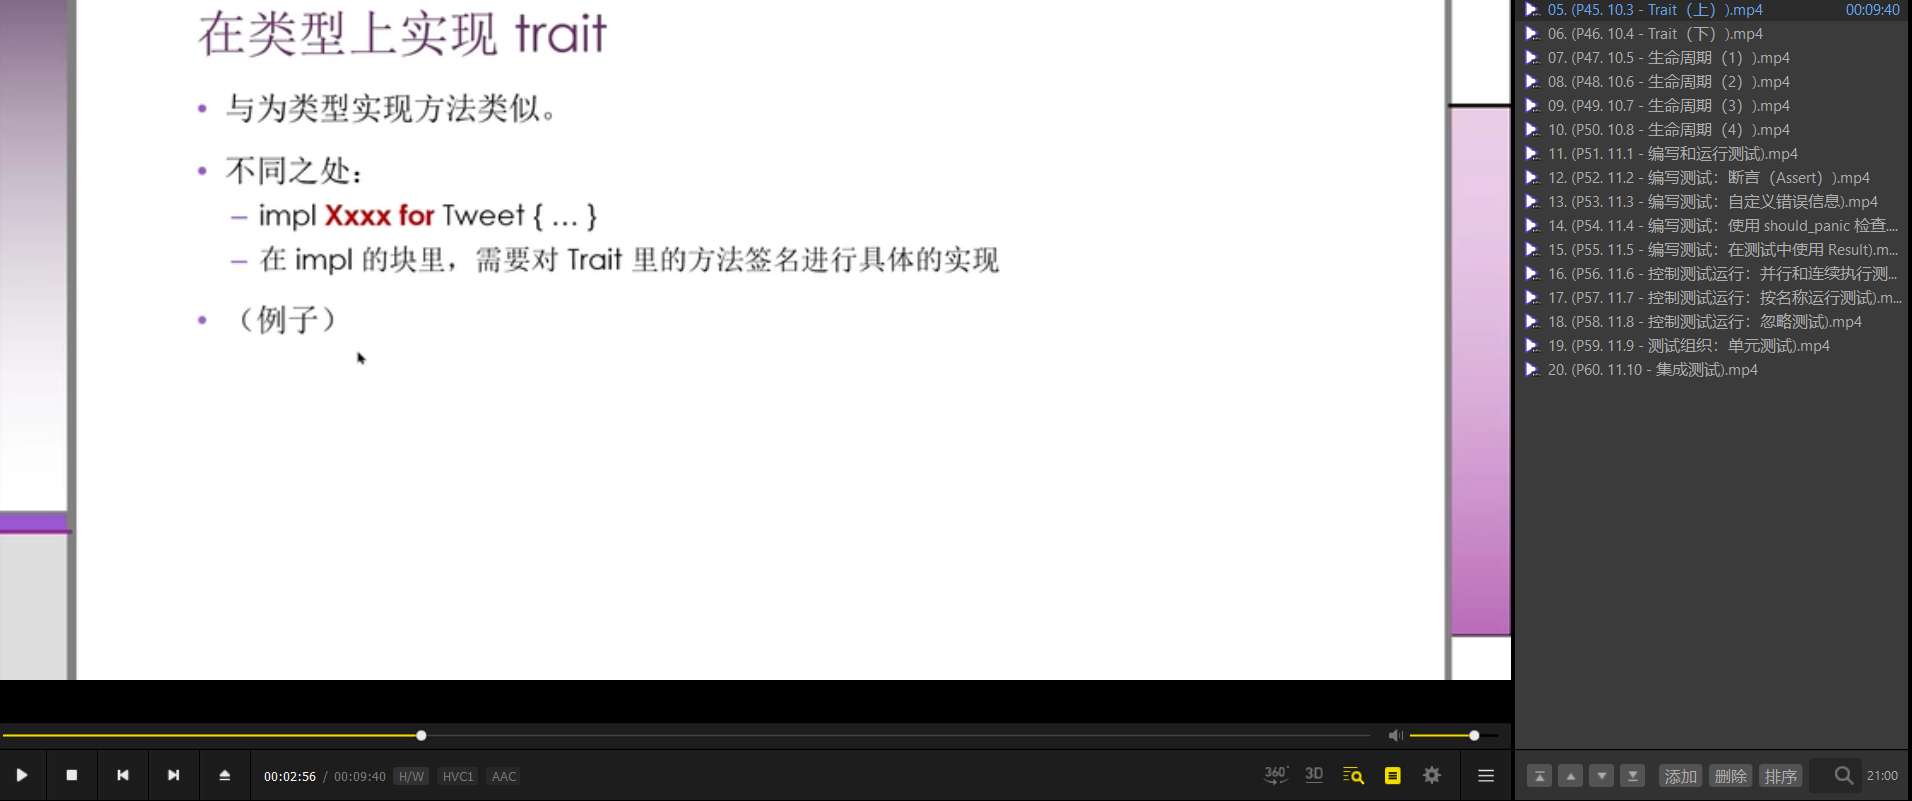 在类型上实现 trait
• 与为类型实现方法类似。
• 不同之处：
– impl Xxxx for Tweet { … }
– 在 impl 的块里，需要对 Trait 里的方法签名进行具体的实现
• （例子）
05. (P45. 10.3 - Trait（上）).mp4 00:09:40
06. (P46. 10.4 - Trait（下）).mp4
07. (P47. 10.5 - 生命周期（1）).mp4
08. (P48. 10.6 - 生命周期（2）).mp4
09. (P49. 10.7 - 生命周期（3）).mp4
10. (P50. 10.8 - 生命周期（4）).mp4
11. (P51. 11.1 - 编写和运行测试).mp4
12. (P52. 11.2 - 编写测试：断言（Assert）).mp4
13. (P53. 11.3 - 编写测试：自定义错误信息).mp4
14. (P54. 11.4 - 编写测试：使用 should_panic 检查....
15. (P55. 11.5 - 编写测试：在测试中使用 Result).m...
16. (P56. 11.6 - 控制测试运行：并行和连续执行测...
17. (P57. 11.7 - 控制测试运行：按名称运行测试).m...
18. (P58. 11.8 - 控制测试运行：忽略测试).mp4
19. (P59. 11.9 - 测试组织：单元测试).mp4
20. (P60. 11.10 - 集成测试).mp4
00:02:56 / 00:09:40 H/W HVC1 AAC
360° 3D
添加 删除 排序 21:00